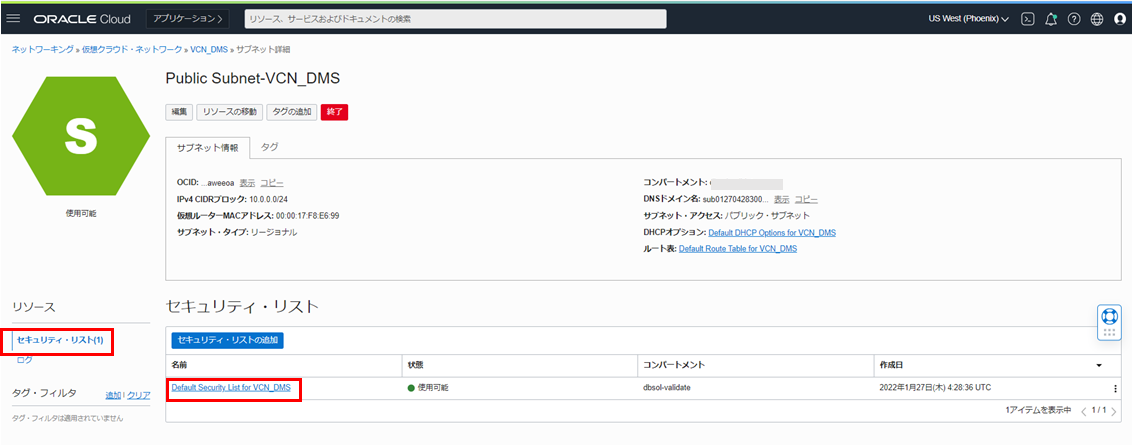 ORACLE Cloud アプリケーション リソース、サービスおよびドキュメントの検索 US West (Phoenix)
ネットワーキング » 仮想クラウド・ネットワーク » VCN_DMS » サブネット詳細
S
使用可能
Public Subnet-VCN_DMS
編集 リソースの移動 タグの追加 終了
サブネット情報 タグ
OCID: ...aweeoa 表示 コピー
IPv4 CIDRブロック: 10.0.0.0/24
仮想ルーターMACアドレス: 00:00:17:F8:E6:99
サブネット・タイプ: リージョナル
コンパートメント:
DNSドメイン名: sub01270428300... 表示 コピー
サブネット・アクセス: パブリック・サブネット
DHCPオプション: Default DHCP Options for VCN_DMS
ルート表: Default Route Table for VCN_DMS
リソース
セキュリティ・リスト(1)
ログ
タグ・フィルタ 追加 | クリア
タグ・フィルタは適用されていません
セキュリティ・リスト
セキュリティ・リストの追加
名前 状態 コンパートメント 作成日
Default Security List for VCN_DMS 使用可能 dbsol-validate 2022年1月27日(木) 4:28:36 UTC
1アイテムを表示中 1 / 1